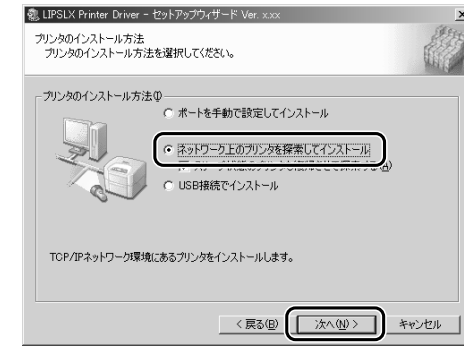 LIPSLX Printer Driver - セットアップウィザード Ver. x.xx
プリンタのインストール方法
プリンタのインストール方法を選択してください。
プリンタのインストール方法(I)
ポートを手動で設定してインストール
ネットワーク上のプリンタを探索してインストール
USB接続でインストール
TCP/IPネットワーク環境にあるプリンタをインストールします。
< 戻る(B)
次へ(N) >
キャンセル